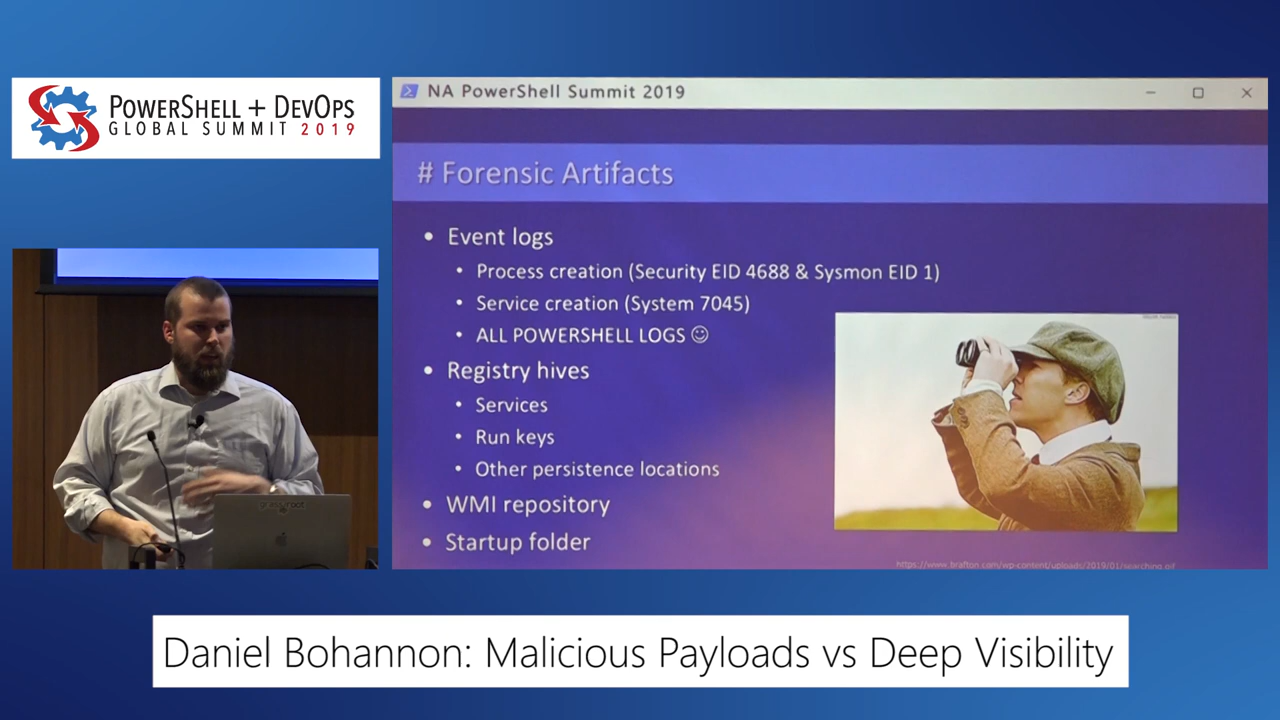 POWERSHELL + DEVOPS
GLOBAL SUMMIT 2019
NA PowerShell Summit 2019
# Forensic Artifacts
• Event logs
• Process creation (Security EID 4688 & Sysmon EID 1)
• Service creation (System 7045)
• ALL POWERSHELL LOGS ☺
• Registry hives
• Services
• Run keys
• Other persistence locations
• WMI repository
• Startup folder
https://www.brafton.com/wp-content/uploads/2019/01/searching.gif
Daniel Bohannon: Malicious Payloads vs Deep Visibility